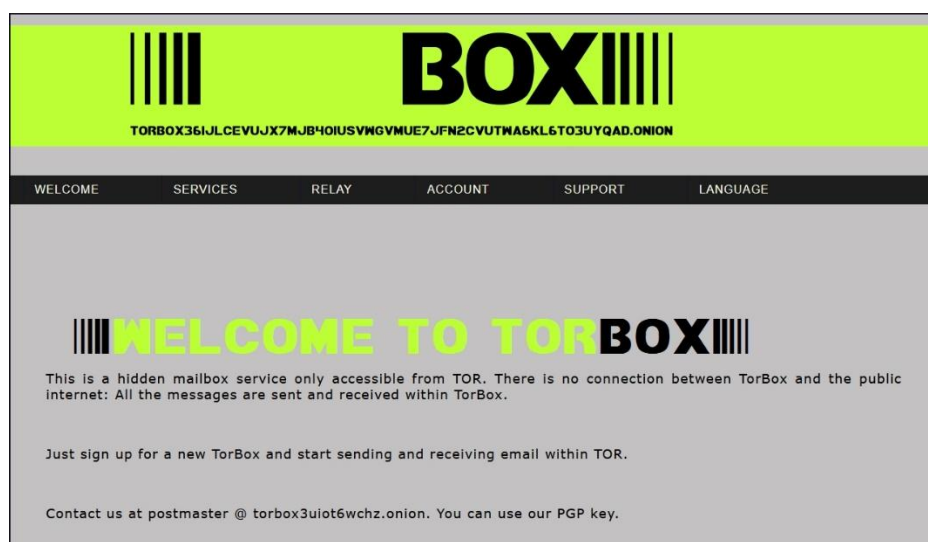 BOX
TORBOX36IJLCEVUJX7MJB4OIUSVWGVMUE7JFN2CVUTWA6KL6TO3UYQAD.ONION
WELCOME SERVICES RELAY ACCOUNT SUPPORT LANGUAGE
WELCOME TO TORBOX
This is a hidden mailbox service only accessible from TOR. There is no connection between TorBox and the public
internet: All the messages are sent and received within TorBox.
Just sign up for a new TorBox and start sending and receiving email within TOR.
Contact us at postmaster @ torbox3uiot6wchz.onion. You can use our PGP key.